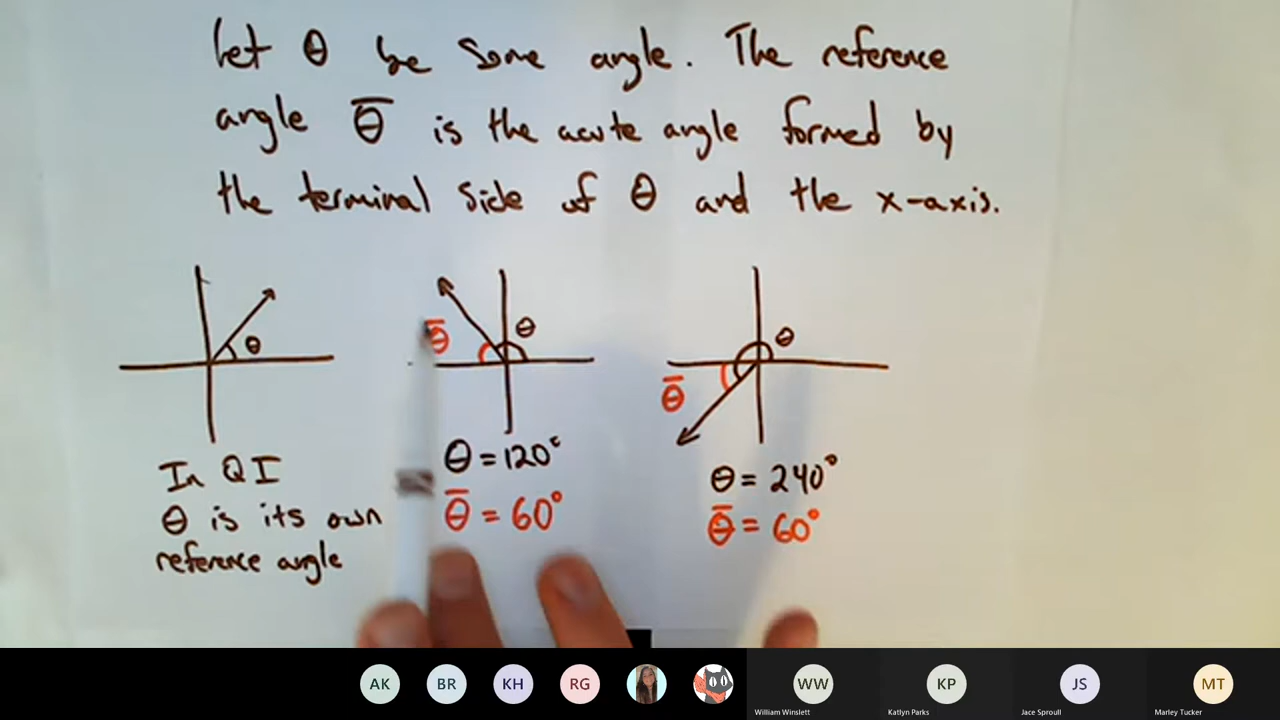 Let θ be some angle. The reference
angle θ̅ is the acute angle formed by
the terminal side of θ and the x-axis.
θ
θ̅
θ
θ
θ̅
In QI
θ is its own
reference angle
θ = 120°
θ̅ = 60°
θ = 240°
θ̅ = 60°
AK
BR
KH
RG
WW
William Winslett
KP
Katlyn Parks
JS
Jace Sproull
MT
Marley Tucker